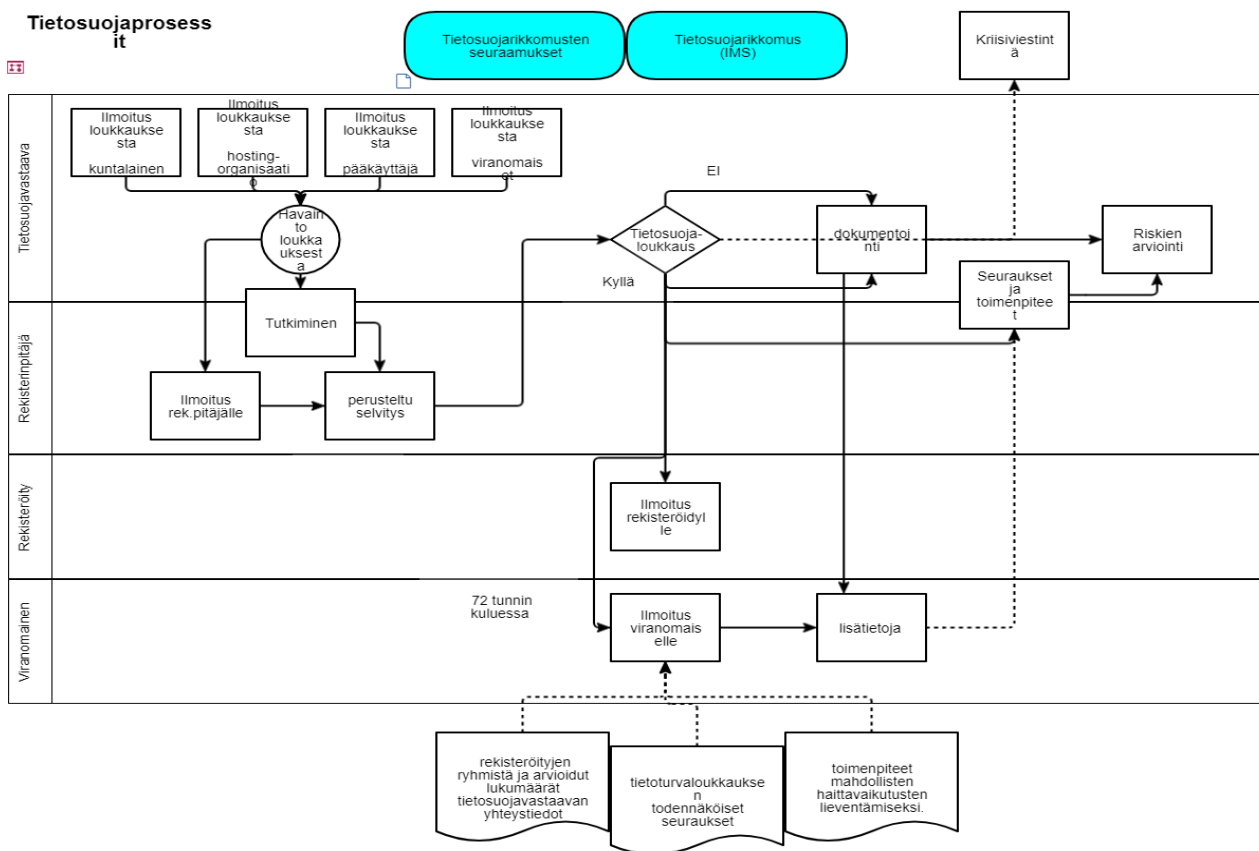 Tietosuojaprosess
it
Tietosuojarikkomusten
seuraamukset
Tietosuojarikkomus
(IMS)
Kriisiviestint
ä
Tietosuojavastaava
Ilmoitus
loukkaukse
sta
kuntalainen
Ilmoitus
loukkaukse
sta
hosting-
organisaati
o
Ilmoitus
loukkaukse
sta
pääkäyttäjä
Ilmoitus
loukkaukse
sta
viranomais
et
Havain
to
loukka
uksest
a
EI
Tietosuoja-
loukkaus
Kyllä
dokumentoi
nti
Riskien
arviointi
Seuraukset
ja
toimenpitee
t
Tutkiminen
Rekisterinpitäjä
Ilmoitus
rek.pitäjälle
perusteltu
selvitys
Rekisteröity
Ilmoitus
rekisteröidyl
le
Viranomainen
72 tunnin
kuluessa
Ilmoitus
viranomais
elle
lisätietoja
rekisteröityjen
ryhmistä ja arvioidut
lukumäärät
tietosuojavastaavan
yhteystiedot
tietoturvaloukkaukse
n
todennäköiset
seuraukset
toimenpiteet
mahdollisten
haittavaikutusten
lieventämiseksi.